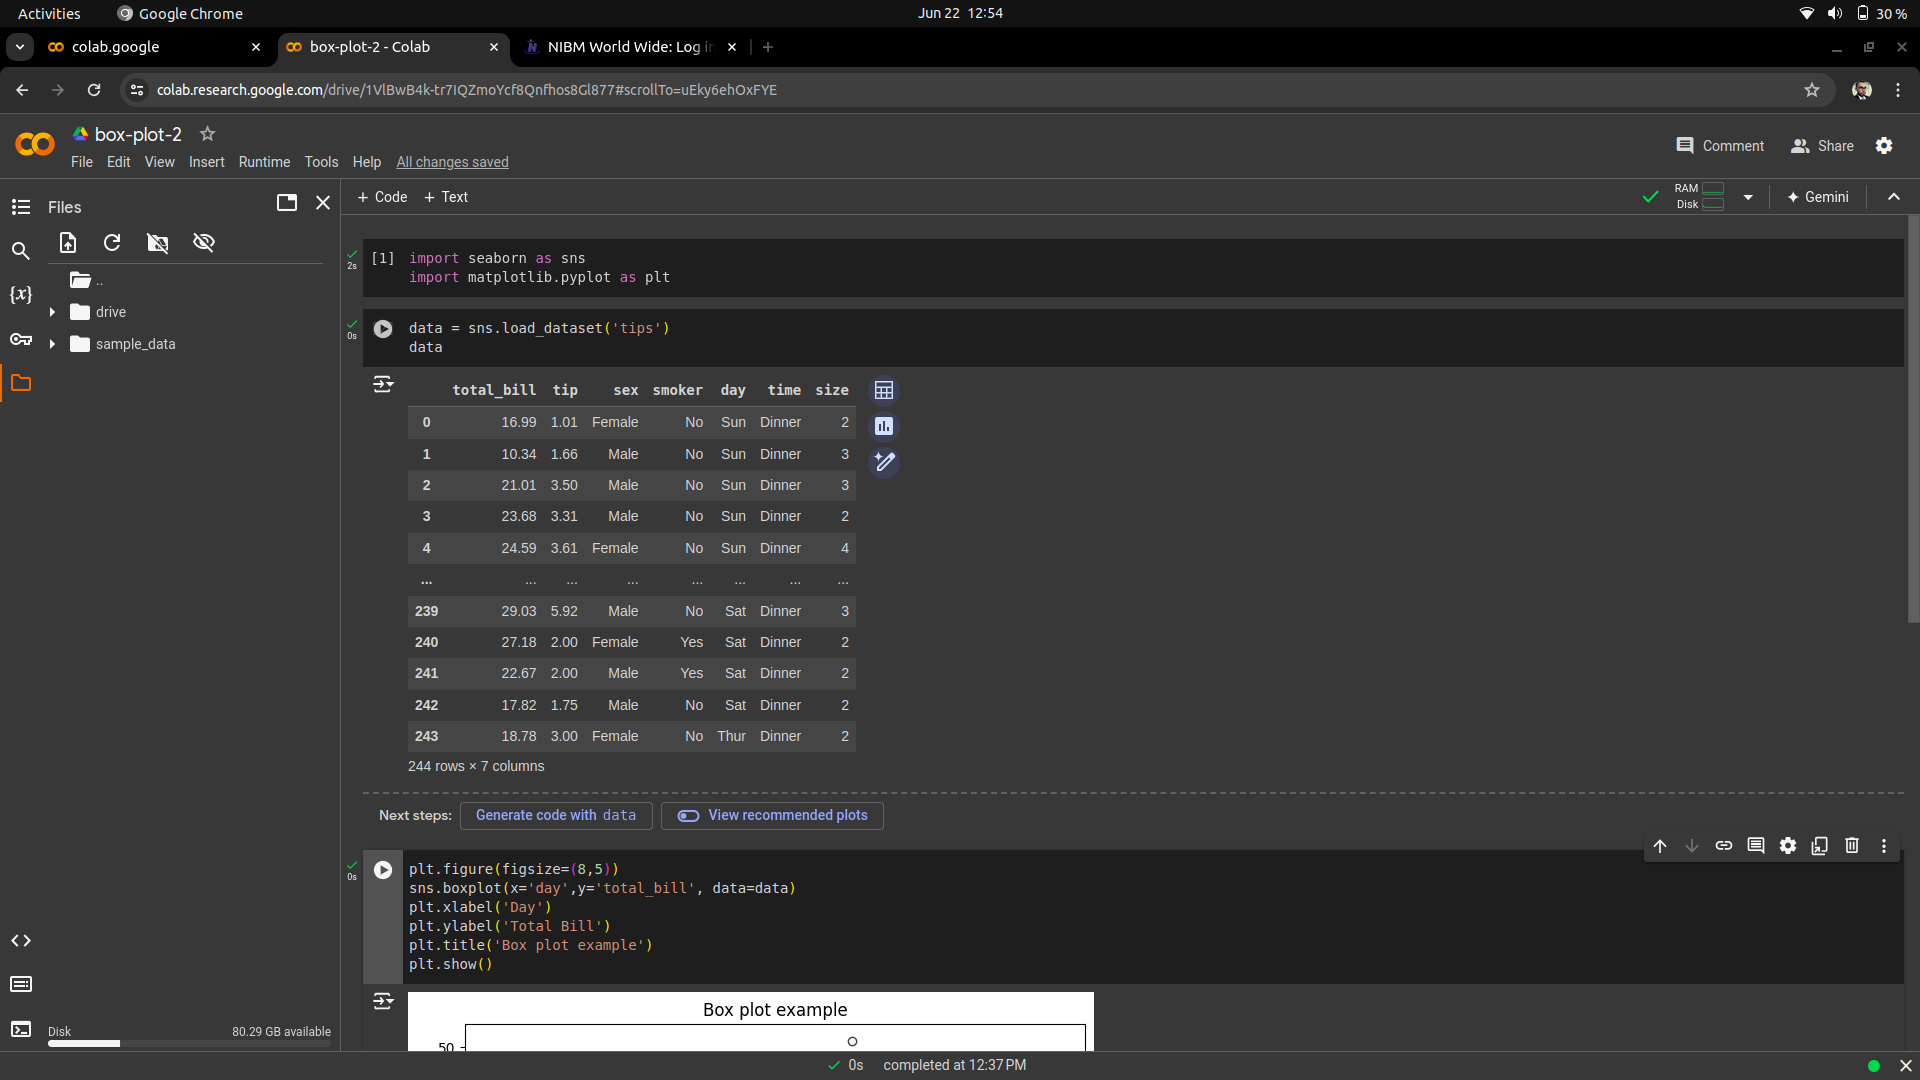 Activities Google Chrome Jun 22 12:54 30 %
colab.google box-plot-2 - Colab NIBM World Wide: Log in
colab.research.google.com/drive/1VlBwB4k-tr7IQZmoYcf8Qnfhos8Gl877#scrollTo=uEky6ehOxFYE
box-plot-2
File Edit View Insert Runtime Tools Help All changes saved
Comment Share
Files
+ Code + Text
RAM
Disk
Gemini
..
drive
sample_data
2s
[1] import seaborn as sns
import matplotlib.pyplot as plt
0s
data = sns.load_dataset('tips')
data
total_bill tip sex smoker day time size
0 16.99 1.01 Female No Sun Dinner 2
1 10.34 1.66 Male No Sun Dinner 3
2 21.01 3.50 Male No Sun Dinner 3
3 23.68 3.31 Male No Sun Dinner 2
4 24.59 3.61 Female No Sun Dinner 4
... ... ... ... ... ... ... ...
239 29.03 5.92 Male No Sat Dinner 3
240 27.18 2.00 Female Yes Sat Dinner 2
241 22.67 2.00 Male Yes Sat Dinner 2
242 17.82 1.75 Male No Sat Dinner 2
243 18.78 3.00 Female No Thur Dinner 2
244 rows × 7 columns
Next steps: Generate code with data View recommended plots
0s
plt.figure(figsize=(8,5))
sns.boxplot(x='day',y='total_bill', data=data)
plt.xlabel('Day')
plt.ylabel('Total Bill')
plt.title('Box plot example')
plt.show()
Box plot example
50
Disk 80.29 GB available
0s completed at 12:37 PM